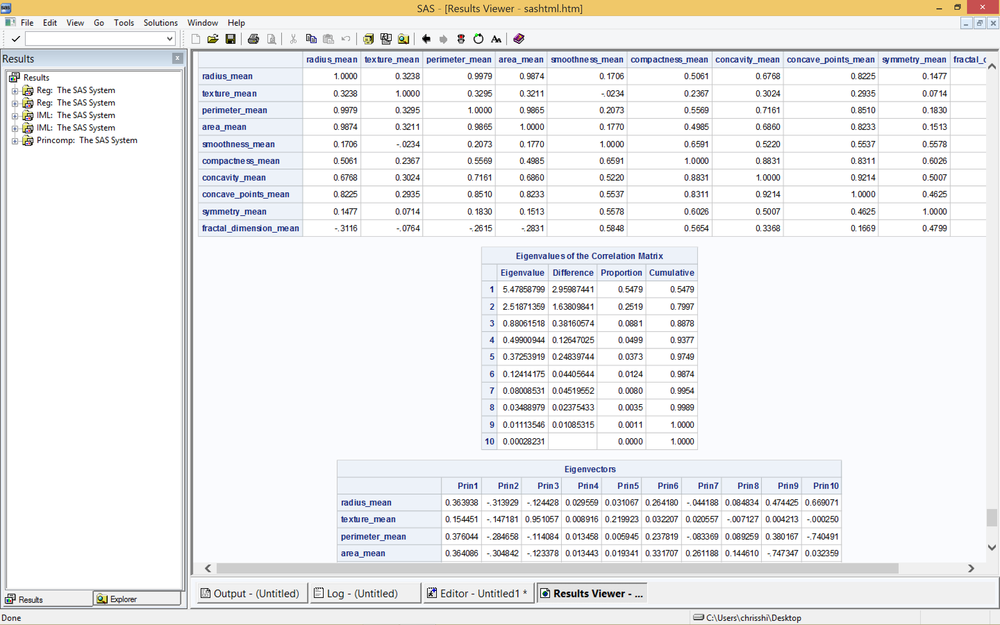 SAS - [Results Viewer - sashtml.htm]
File Edit View Go Tools Solutions Window Help
Results
Results
Reg: The SAS System
Reg: The SAS System
IML: The SAS System
IML: The SAS System
Princomp: The SAS System
radius_mean texture_mean perimeter_mean area_mean smoothness_mean compactness_mean concavity_mean concave_points_mean symmetry_mean
radius_mean 1.0000 0.3238 0.9979 0.9874 0.1706 0.5061 0.6768 0.8225 0.1477
texture_mean 0.3238 1.0000 0.3295 0.3211 -.0234 0.2367 0.3024 0.2935 0.0714
perimeter_mean 0.9979 0.3295 1.0000 0.9865 0.2073 0.5569 0.7161 0.8510 0.1830
area_mean 0.9874 0.3211 0.9865 1.0000 0.1770 0.4985 0.6860 0.8233 0.1513
smoothness_mean 0.1706 -.0234 0.2073 0.1770 1.0000 0.6591 0.5220 0.5537 0.5578
compactness_mean 0.5061 0.2367 0.5569 0.4985 0.6591 1.0000 0.8831 0.8311 0.6026
concavity_mean 0.6768 0.3024 0.7161 0.6860 0.5220 0.8831 1.0000 0.9214 0.5007
concave_points_mean 0.8225 0.2935 0.8510 0.8233 0.5537 0.8311 0.9214 1.0000 0.4625
symmetry_mean 0.1477 0.0714 0.1830 0.1513 0.5578 0.6026 0.5007 0.4625 1.0000
fractal_dimension_mean -.3116 -.0764 -.2615 -.2831 0.5848 0.5654 0.3368 0.1669 0.4799
Eigenvalues of the Correlation Matrix
Eigenvalue Difference Proportion Cumulative
1 5.47858799 2.95987441 0.5479 0.5479
2 2.51871359 1.63809841 0.2519 0.7997
3 0.88061518 0.38160574 0.0881 0.8878
4 0.49900944 0.12647025 0.0499 0.9377
5 0.37253919 0.24839744 0.0373 0.9749
6 0.12414175 0.04405644 0.0124 0.9874
7 0.08008531 0.04519552 0.0080 0.9954
8 0.03488979 0.02375433 0.0035 0.9989
9 0.01113546 0.01085315 0.0011 1.0000
10 0.00028231 0.0000 1.0000
Eigenvectors
Prin1 Prin2 Prin3 Prin4 Prin5 Prin6 Prin7 Prin8 Prin9 Prin10
radius_mean 0.363938 -.313929 -.124428 0.029559 0.031067 0.264180 -.044188 0.084834 0.474425 0.669071
texture_mean 0.154451 -.147181 0.951057 0.008916 0.219923 0.032207 0.020557 -.007127 0.004213 -.000250
perimeter_mean 0.376044 -.284658 -.114084 0.013458 0.005945 0.237819 -.083369 0.089259 0.380167 -.740491
area_mean 0.364086 -.304842 -.123378 0.013443 0.019341 0.331707 0.261188 0.144610 -.747347 0.032359
Results Explorer
Output - (Untitled) Log - (Untitled) Editor - Untitled1 * Results Viewer - ...
Done C:\Users\chrisshi\Desktop